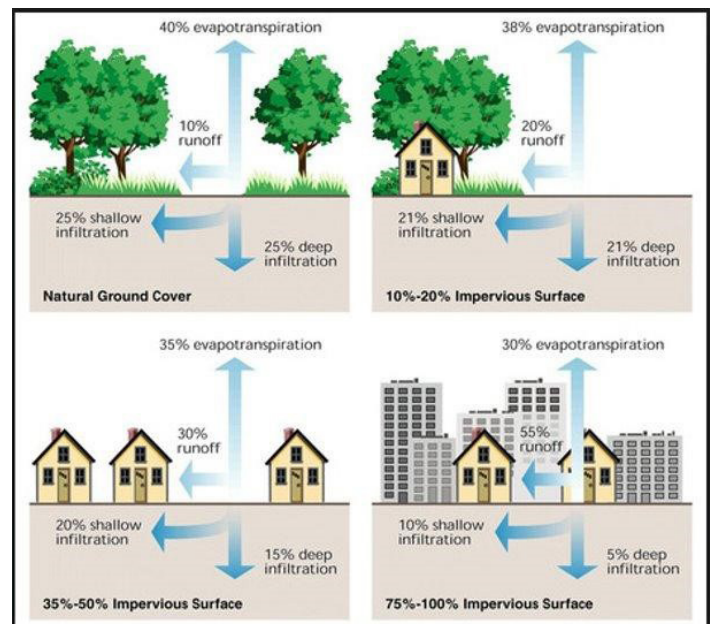 40% evapotranspiration
10%
runoff
25% shallow
infiltration
25% deep
infiltration
Natural Ground Cover
38% evapotranspiration
20%
runoff
21% shallow
infiltration
21% deep
infiltration
10%-20% Impervious Surface
35% evapotranspiration
30%
runoff
20% shallow
infiltration
15% deep
infiltration
35%-50% Impervious Surface
30% evapotranspiration
55%
runoff
10% shallow
infiltration
5% deep
infiltration
75%-100% Impervious Surface